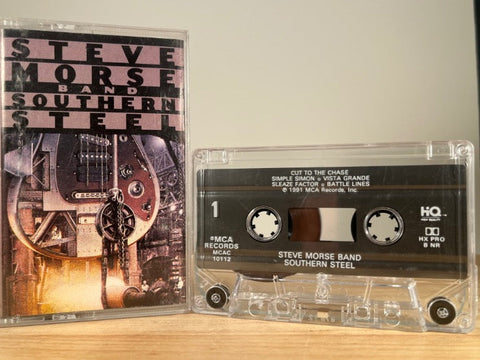 STEVE
MORSE
BAND
SOUTHERN
STEEL
CUT TO THE CHASE
SIMPLE SIMON o VISTA GRANDE
SLEAZE FACTOR o BATTLE LINES
℗ 1991 MCA Records, Inc.
1
MCA
RECORDS
MCAC
10112
HQ
HIGH QUALITY
HX PRO
B NR
STEVE MORSE BAND
SOUTHERN STEEL